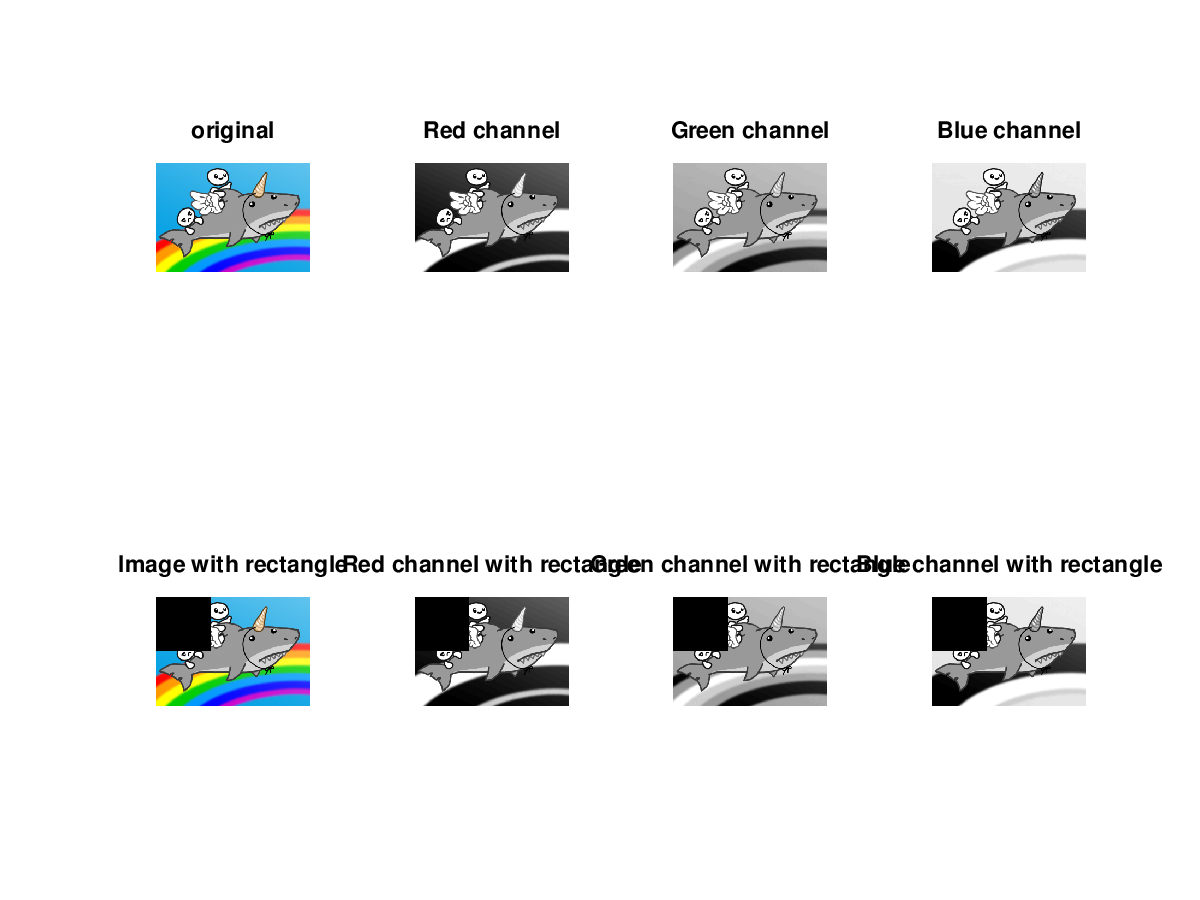 original
Red channel
Green channel
Blue channel
Image with rectangle
Red channel with rectangle
Green channel with rectangle
Blue channel with rectangle